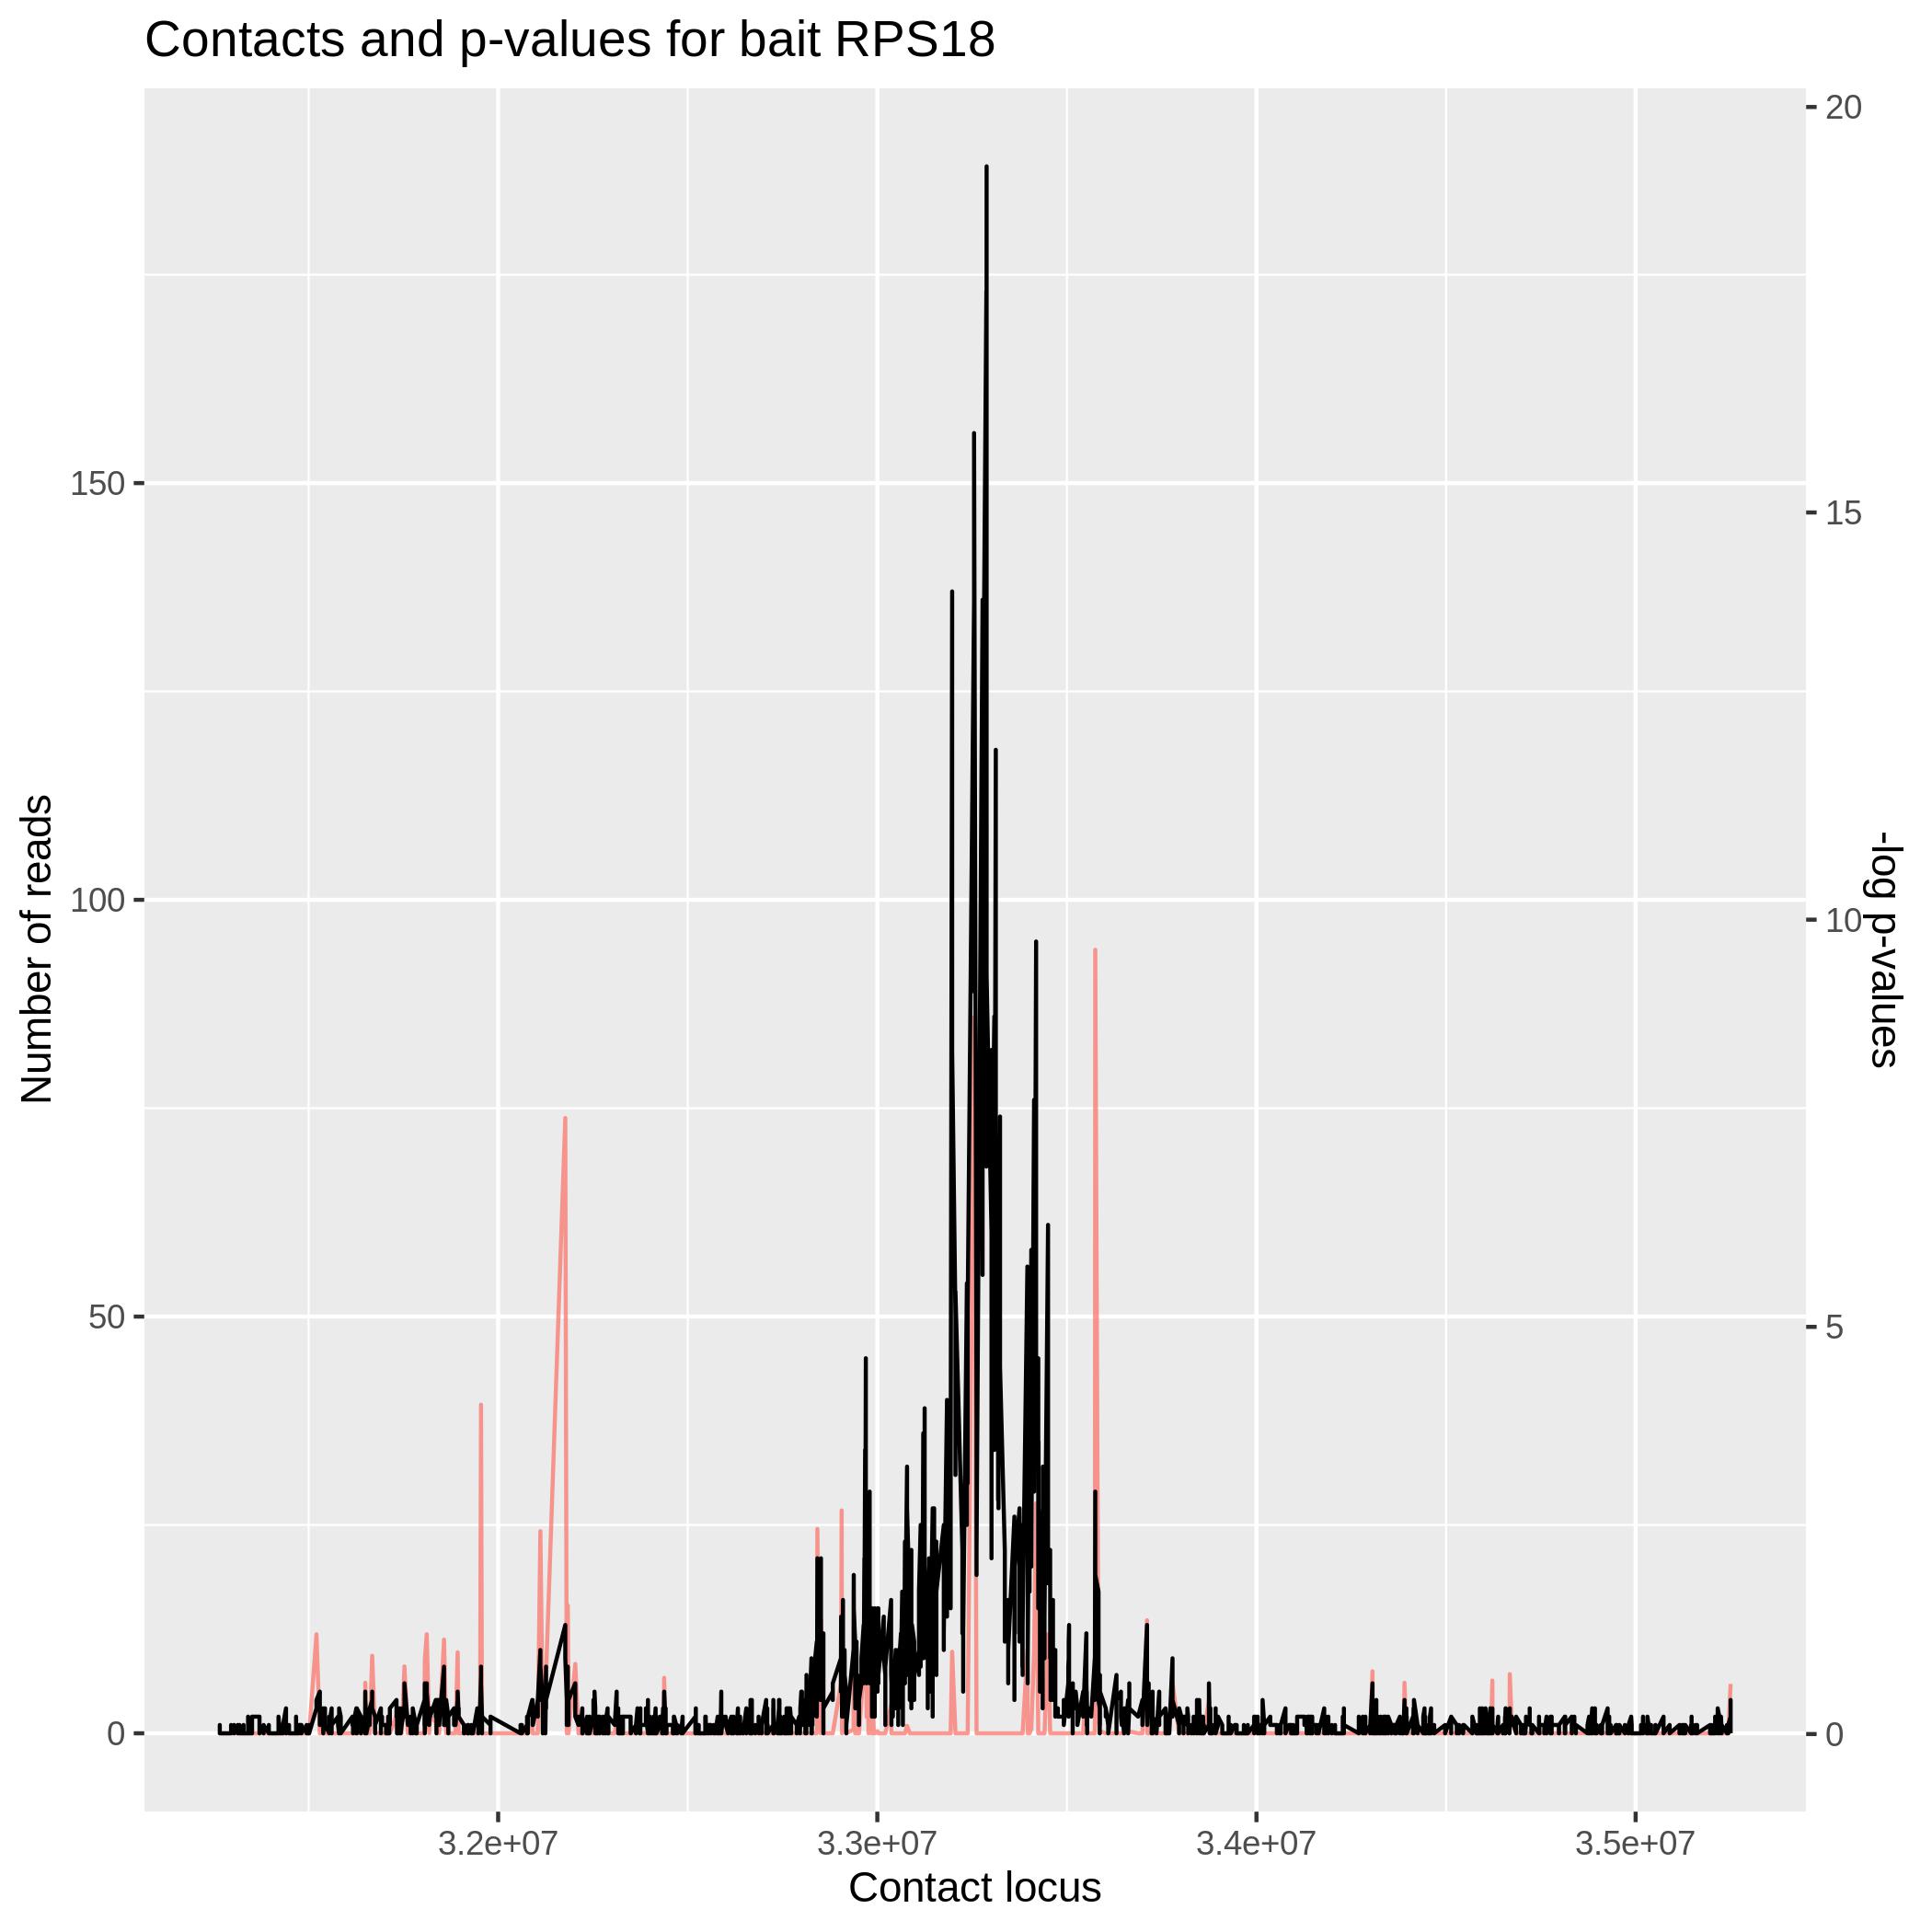 Contacts and p-values for bait RPS18
Number of reads
150
100
50
0
20
15
10
5
0
-log p-values
3.2e+07
3.3e+07
3.4e+07
3.5e+07
Contact locus